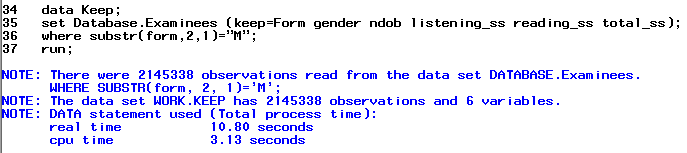 34 data Keep;
35 set Database.Examinees (keep=Form gender ndob listening_ss reading_ss total_ss);
36 where substr(form,2,1)="M";
37 run;
NOTE: There were 2145338 observations read from the data set DATABASE.Examinees.
WHERE SUBSTR(form, 2, 1)='M';
NOTE: The data set WORK.KEEP has 2145338 observations and 6 variables.
NOTE: DATA statement used (Total process time):
real time 10.80 seconds
cpu time 3.13 seconds